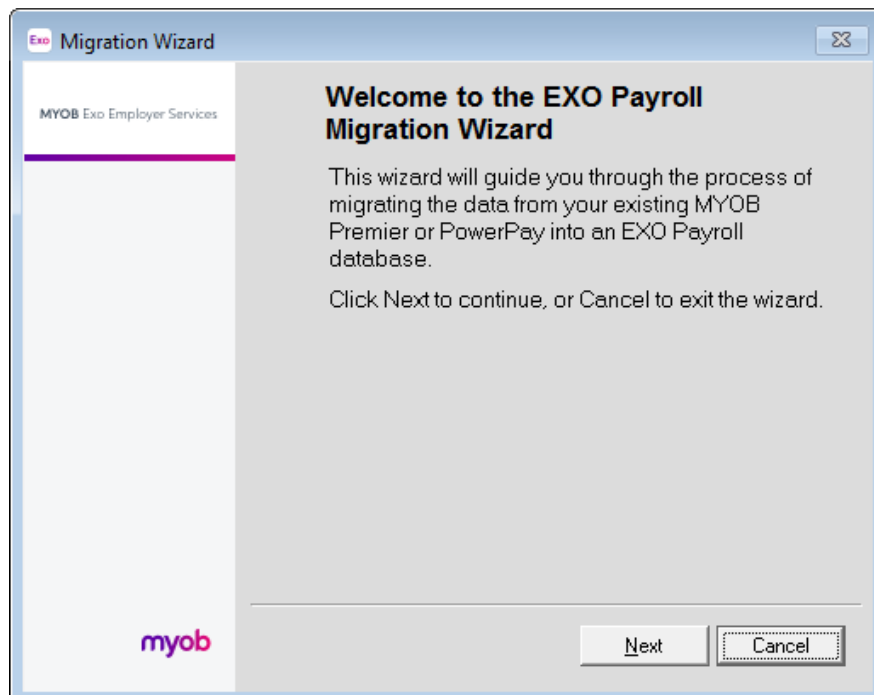 Exo Migration Wizard
MYOB Exo Employer Services
Welcome to the EXO Payroll
Migration Wizard
This wizard will guide you through the process of
migrating the data from your existing MYOB
Premier or PowerPay into an EXO Payroll
database.
Click Next to continue, or Cancel to exit the wizard.
myob
Next Cancel